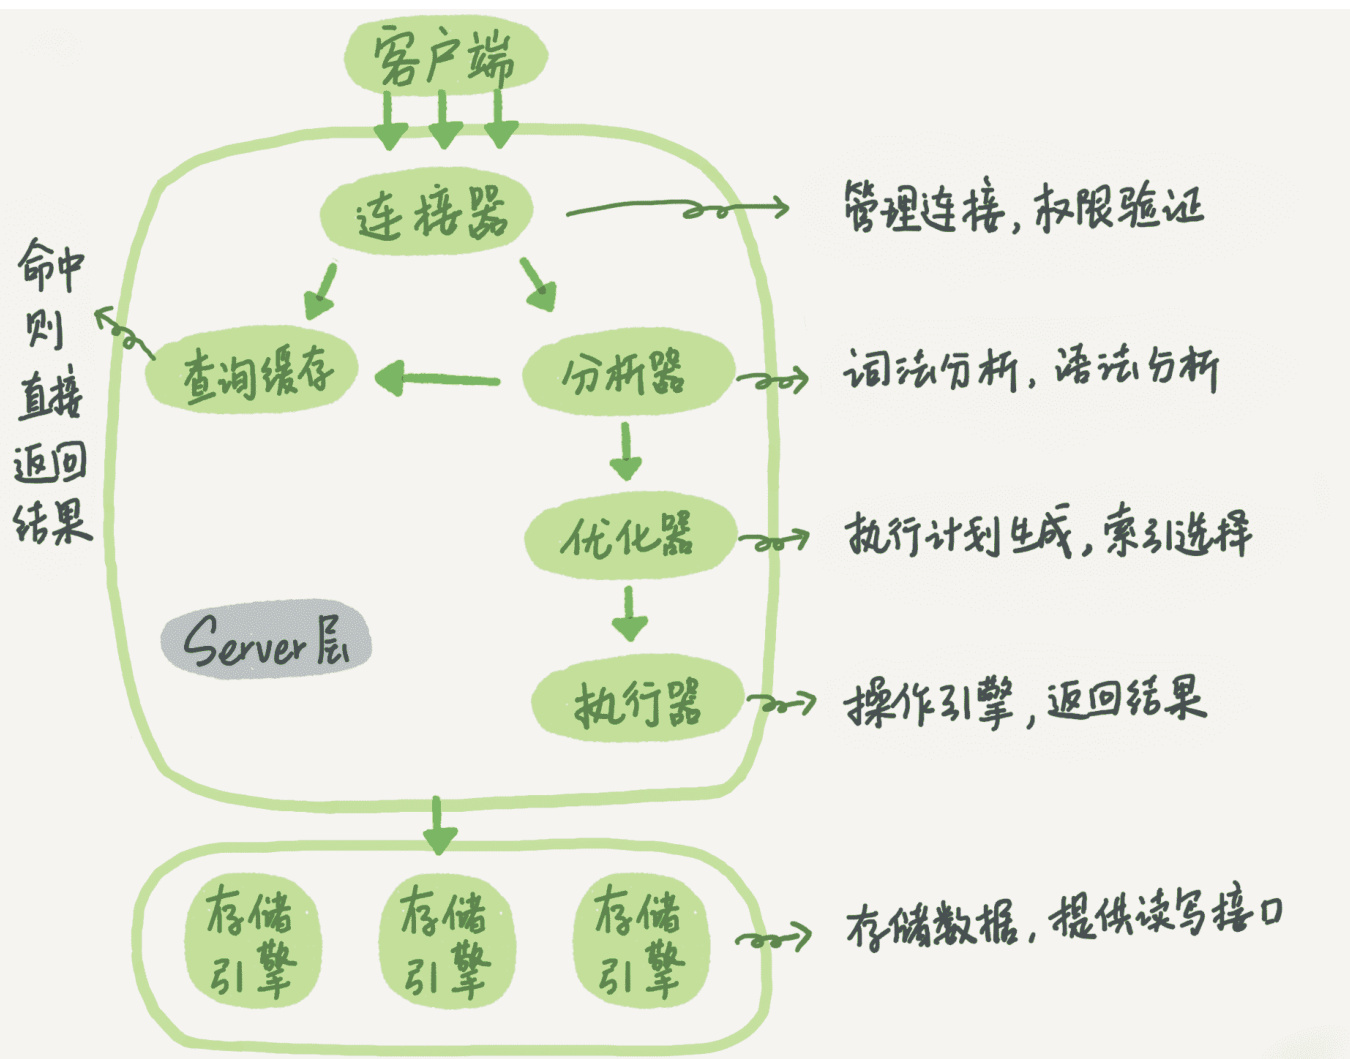 客户端
连接器
管理连接,权限验证
命中
则
直接
返回
结果
查询缓存
分析器
词法分析,语法分析
优化器
执行计划生成,索引选择
Server层
执行器
操作引擎,返回结果
存储
引擎
存储
引擎
存储
引擎
存储数据,提供读写接口